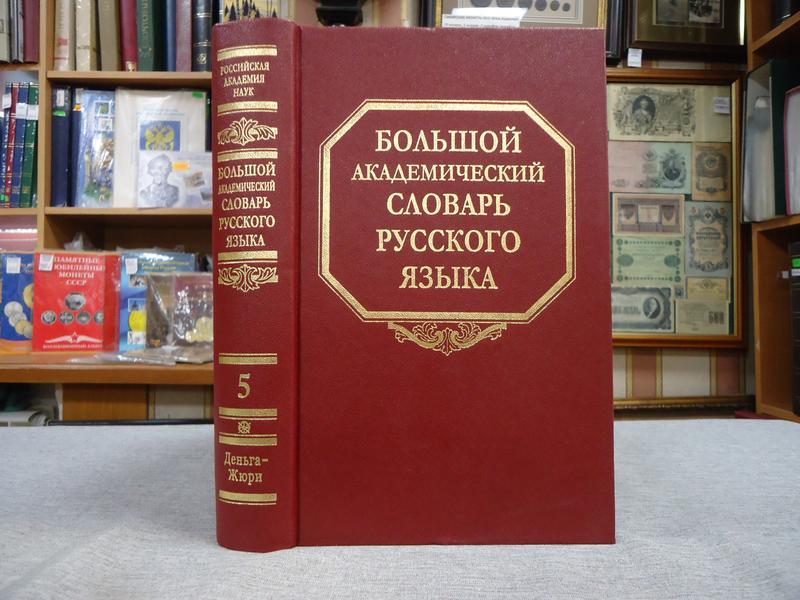 РОССИЙСКАЯ
АКАДЕМИЯ
НАУК
БОЛЬШОЙ
АКАДЕМИЧЕСКИЙ
СЛОВАРЬ
РУССКОГО
ЯЗЫКА
5
Деньга–
Жюри
БОЛЬШОЙ
АКАДЕМИЧЕСКИЙ
СЛОВАРЬ
РУССКОГО
ЯЗЫКА
ПАМЯТНЫЕ
ЮБИЛЕЙНЫЕ
МОНЕТЫ
СССР